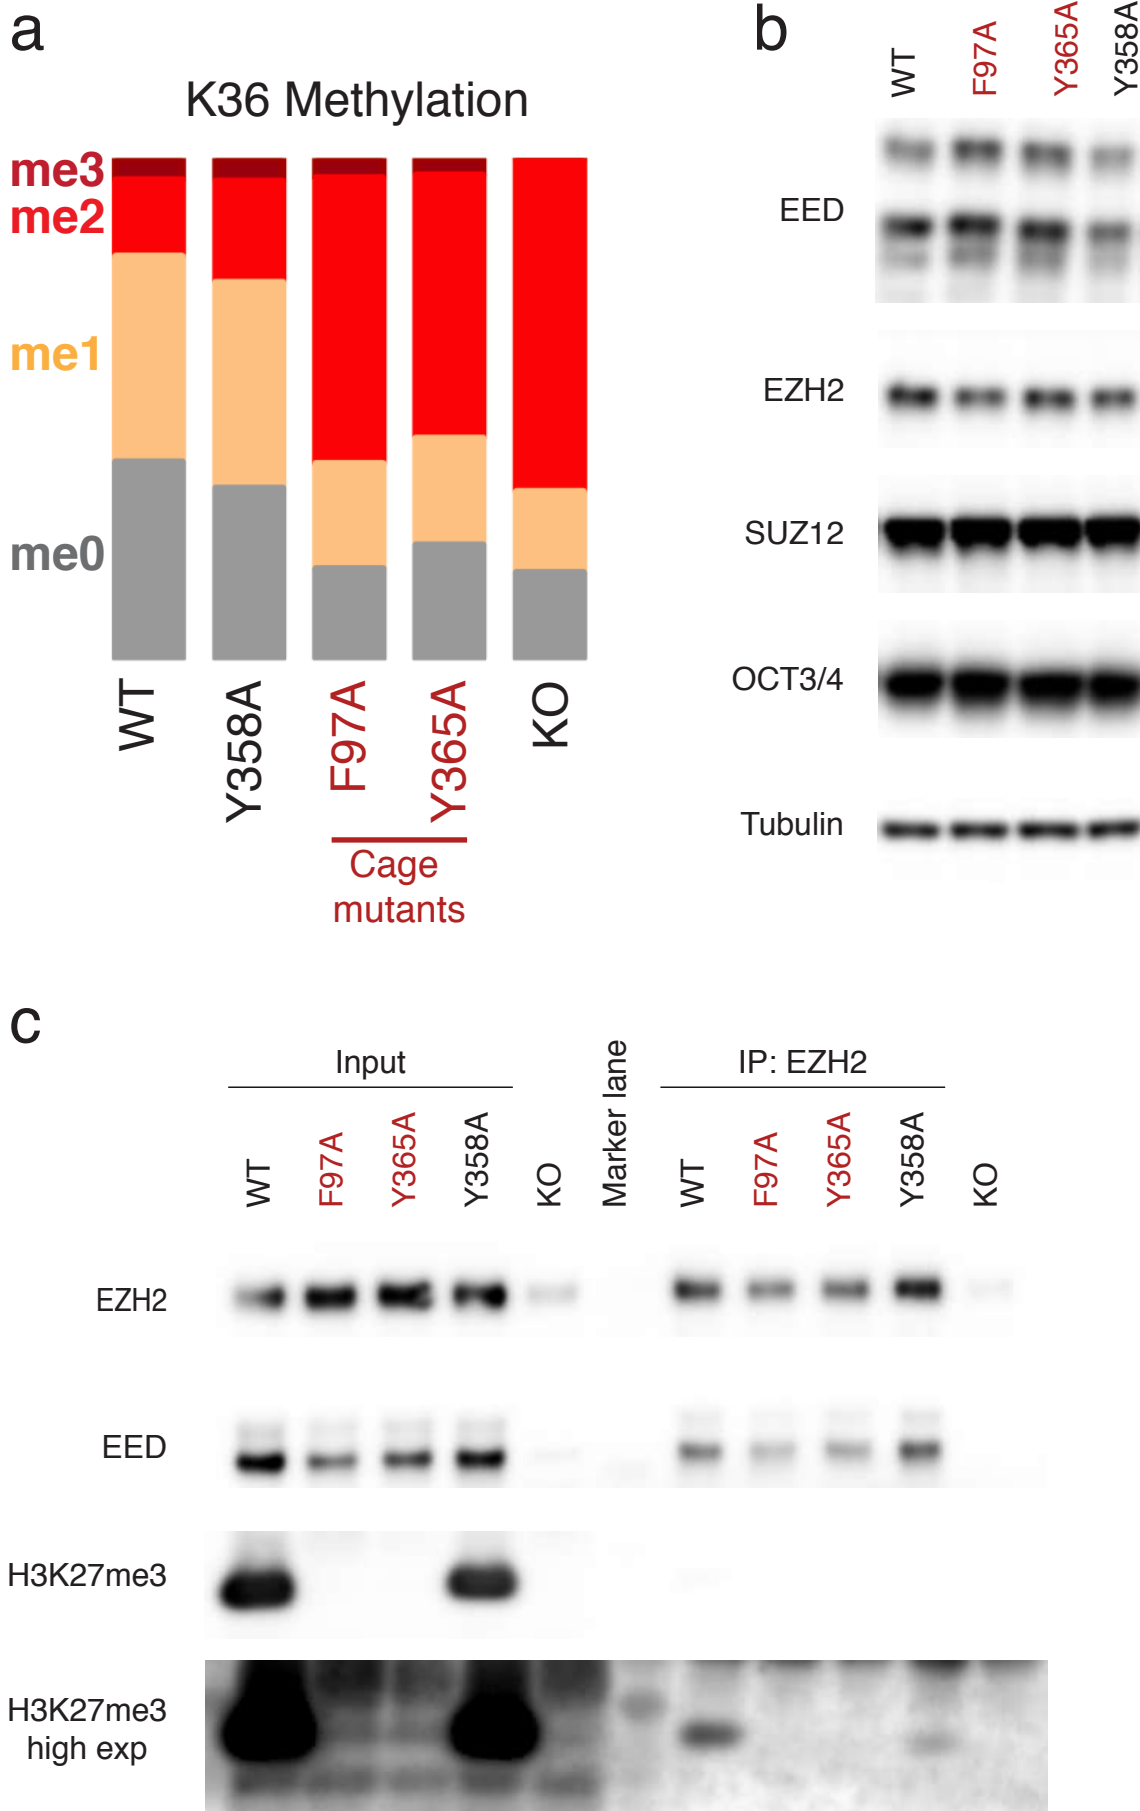 a
K36 Methylation
me3
me2
me1
me0
WT
Y358A
F97A
Y365A
KO
Cage
mutants
b
WT
F97A
Y365A
Y358A
EED
EZH2
SUZ12
OCT3/4
Tubulin
c
Input
Marker lane
IP: EZH2
WT
F97A
Y365A
Y358A
KO
WT
F97A
Y365A
Y358A
KO
EZH2
EED
H3K27me3
H3K27me3
high exp